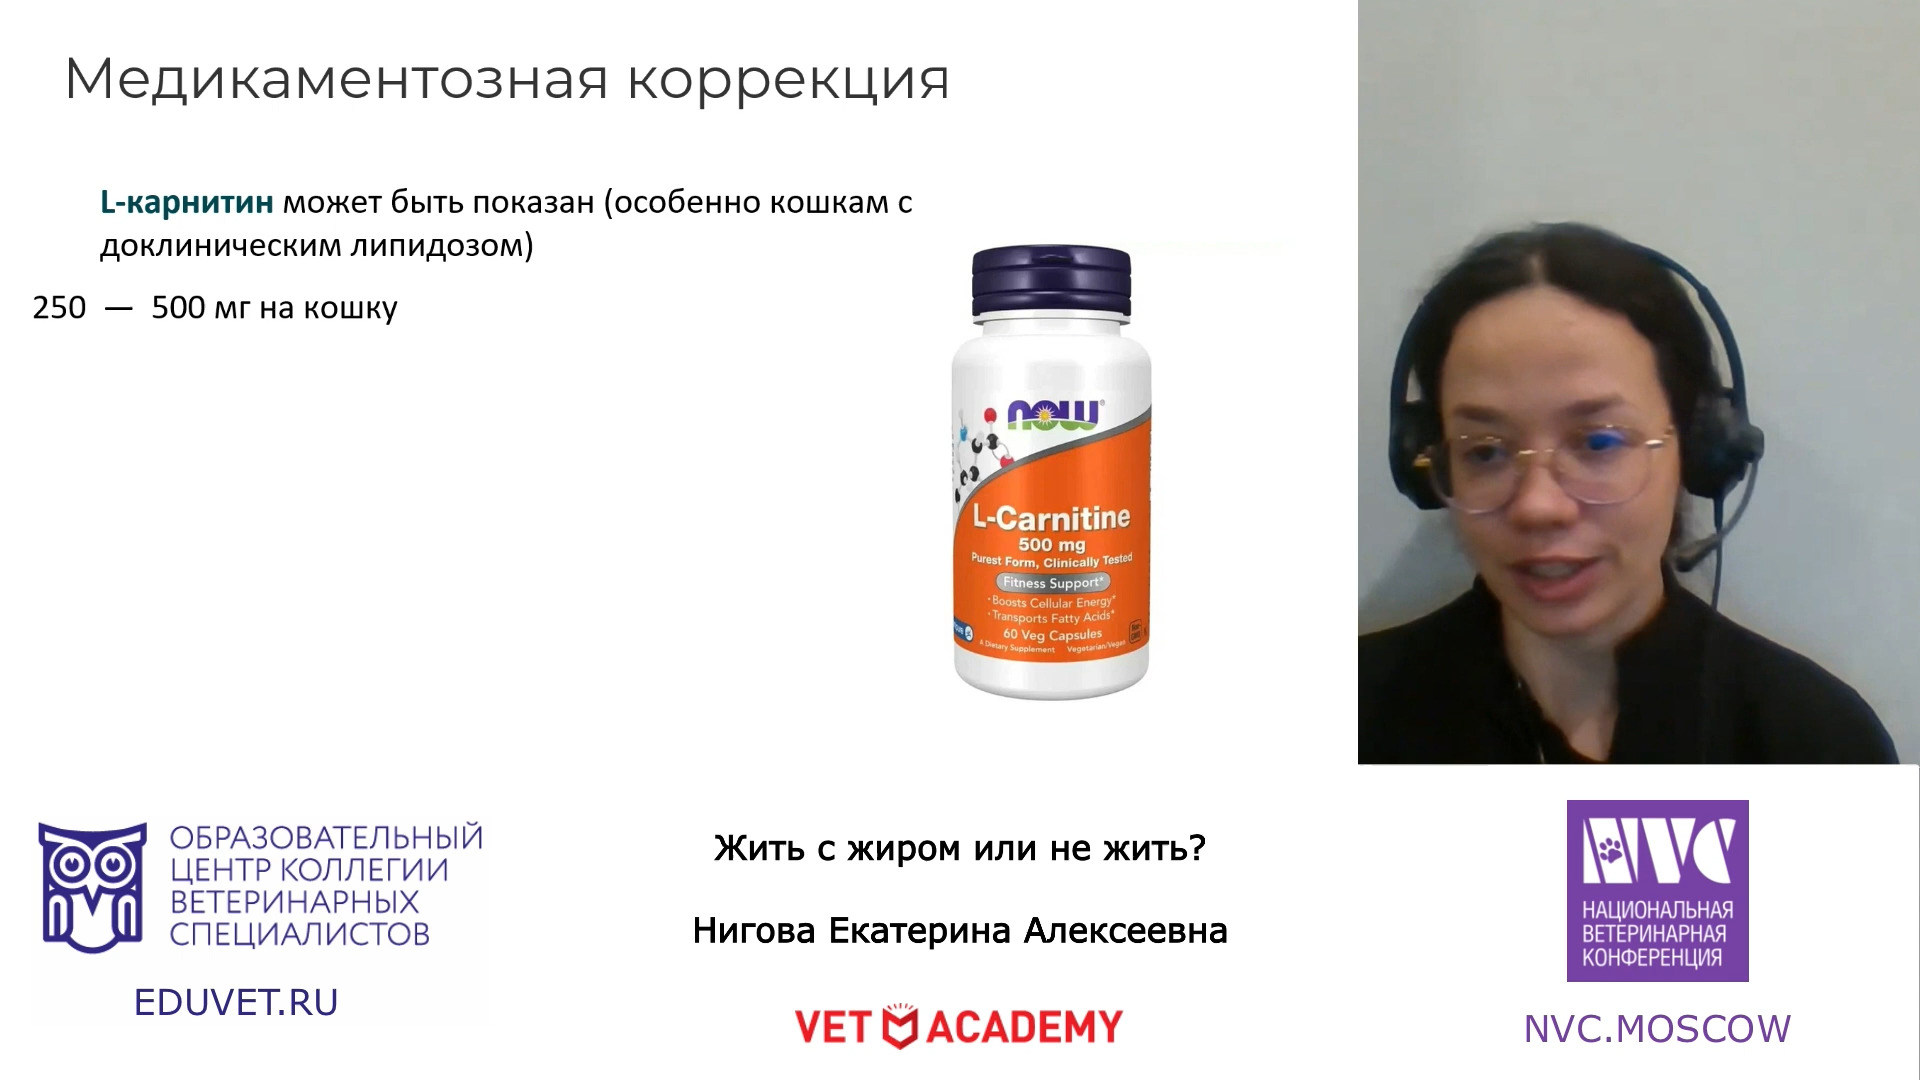 Медикаментозная коррекция
L-карнитин может быть показан (особенно кошкам с
доклиническим липидозом)
250 — 500 мг на кошку
now®
L-Carnitine
500 mg
Purest Form, Clinically Tested
Fitness Support*
· Boosts Cellular Energy*
· Transports Fatty Acids*
60 Veg Capsules
A Dietary Supplement Vegetarian/Vegan
ОБРАЗОВАТЕЛЬНЫЙ
ЦЕНТР КОЛЛЕГИИ
ВЕТЕРИНАРНЫХ
СПЕЦИАЛИСТОВ
EDUVET.RU
Жить с жиром или не жить?
Нигова Екатерина Алексеевна
VET ACADEMY
NVC
НАЦИОНАЛЬНАЯ
ВЕТЕРИНАРНАЯ
КОНФЕРЕНЦИЯ
NVC.MOSCOW